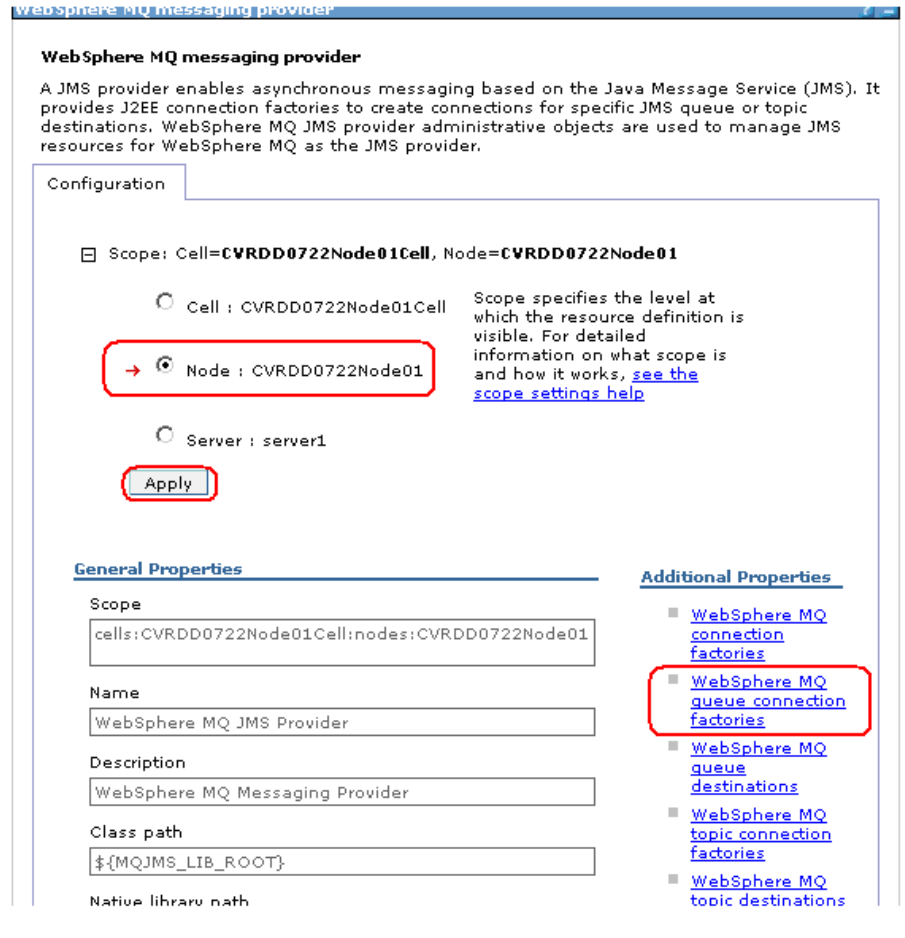 WebSphere MQ messaging provider
WebSphere MQ messaging provider
A JMS provider enables asynchronous messaging based on the Java Message Service (JMS). It
provides J2EE connection factories to create connections for specific JMS queue or topic
destinations. WebSphere MQ JMS provider administrative objects are used to manage JMS
resources for WebSphere MQ as the JMS provider.
Configuration
Scope: Cell=CVRDD0722Node01Cell, Node=CVRDD0722Node01
Cell : CVRDD0722Node01Cell
Node : CVRDD0722Node01
Server : server1
Scope specifies the level at
which the resource definition is
visible. For detailed
information on what scope is
and how it works, see the
scope settings help
Apply
General Properties
Scope
cells:CVRDD0722Node01Cell:nodes:CVRDD0722Node01
Name
WebSphere MQ JMS Provider
Description
WebSphere MQ Messaging Provider
Class path
${MQJMS_LIB_ROOT}
Native library path
Additional Properties
WebSphere MQ
connection
factories
WebSphere MQ
queue connection
factories
WebSphere MQ
queue
destinations
WebSphere MQ
topic connection
factories
WebSphere MQ
topic destinations